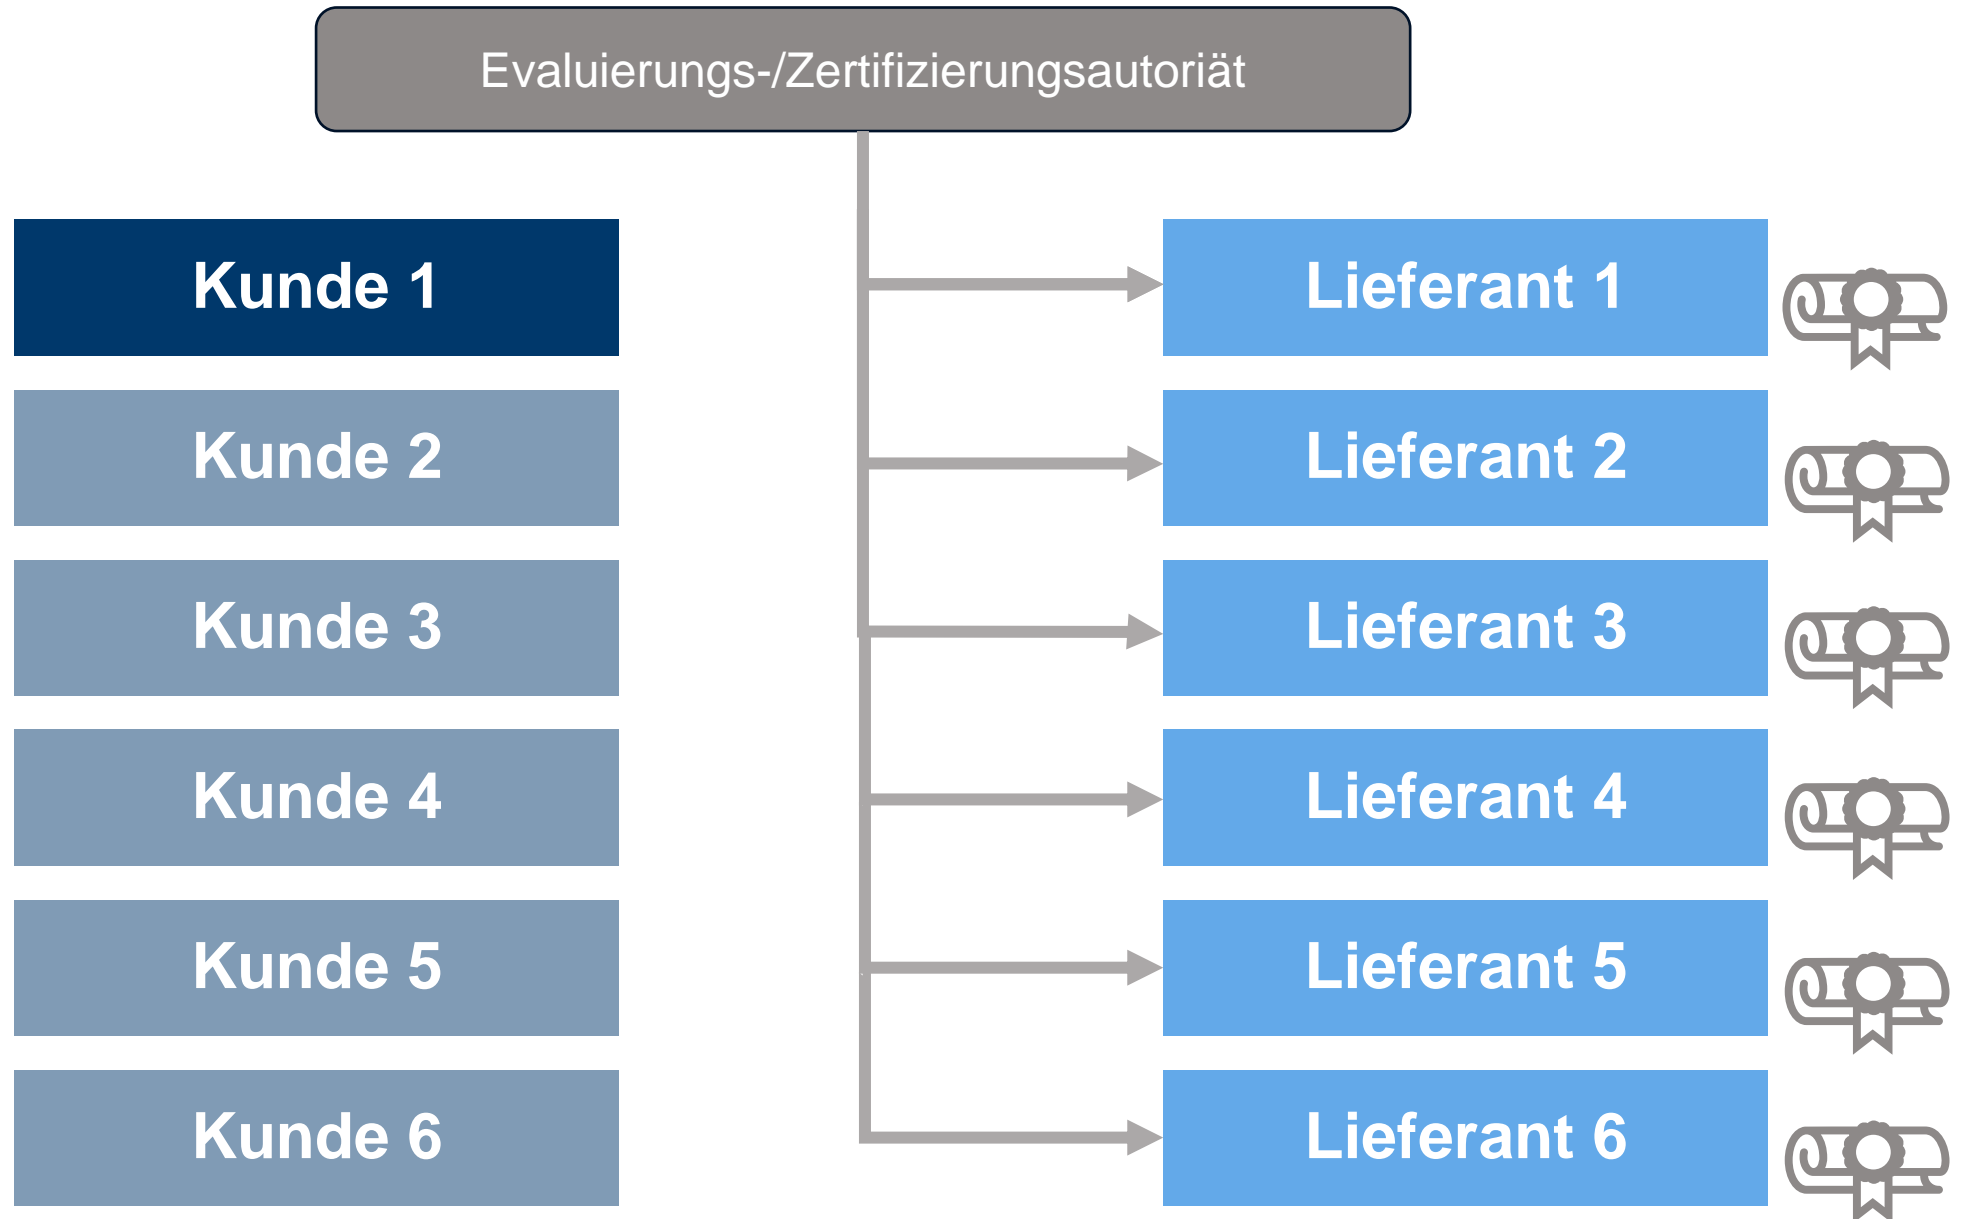 Evaluierungs-/Zertifizierungsautoriät
Kunde 1
Lieferant 1
Kunde 2
Lieferant 2
Kunde 3
Lieferant 3
Kunde 4
Lieferant 4
Kunde 5
Lieferant 5
Kunde 6
Lieferant 6